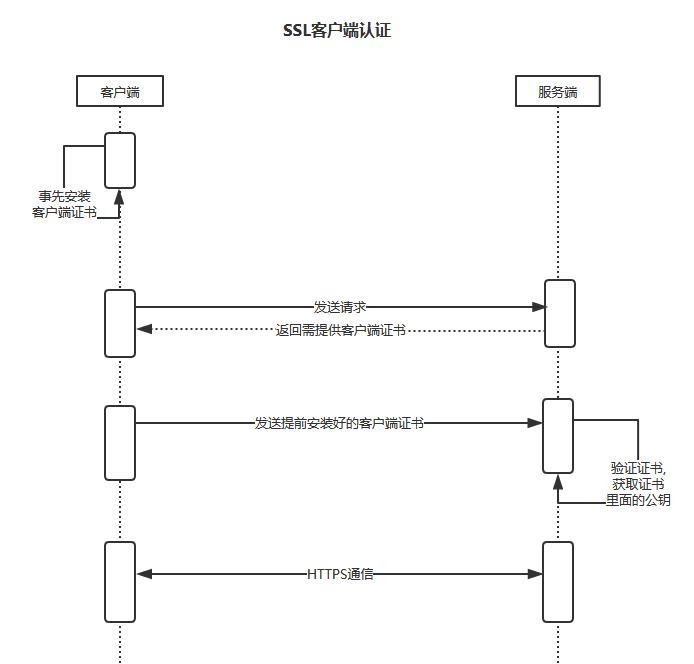 SSL客户端认证
客户端
服务端
事先安装
客户端证书
发送请求
返回需提供客户端证书
发送提前安装好的客户端证书
验证证书,
获取证书
里面的公钥
HTTPS通信